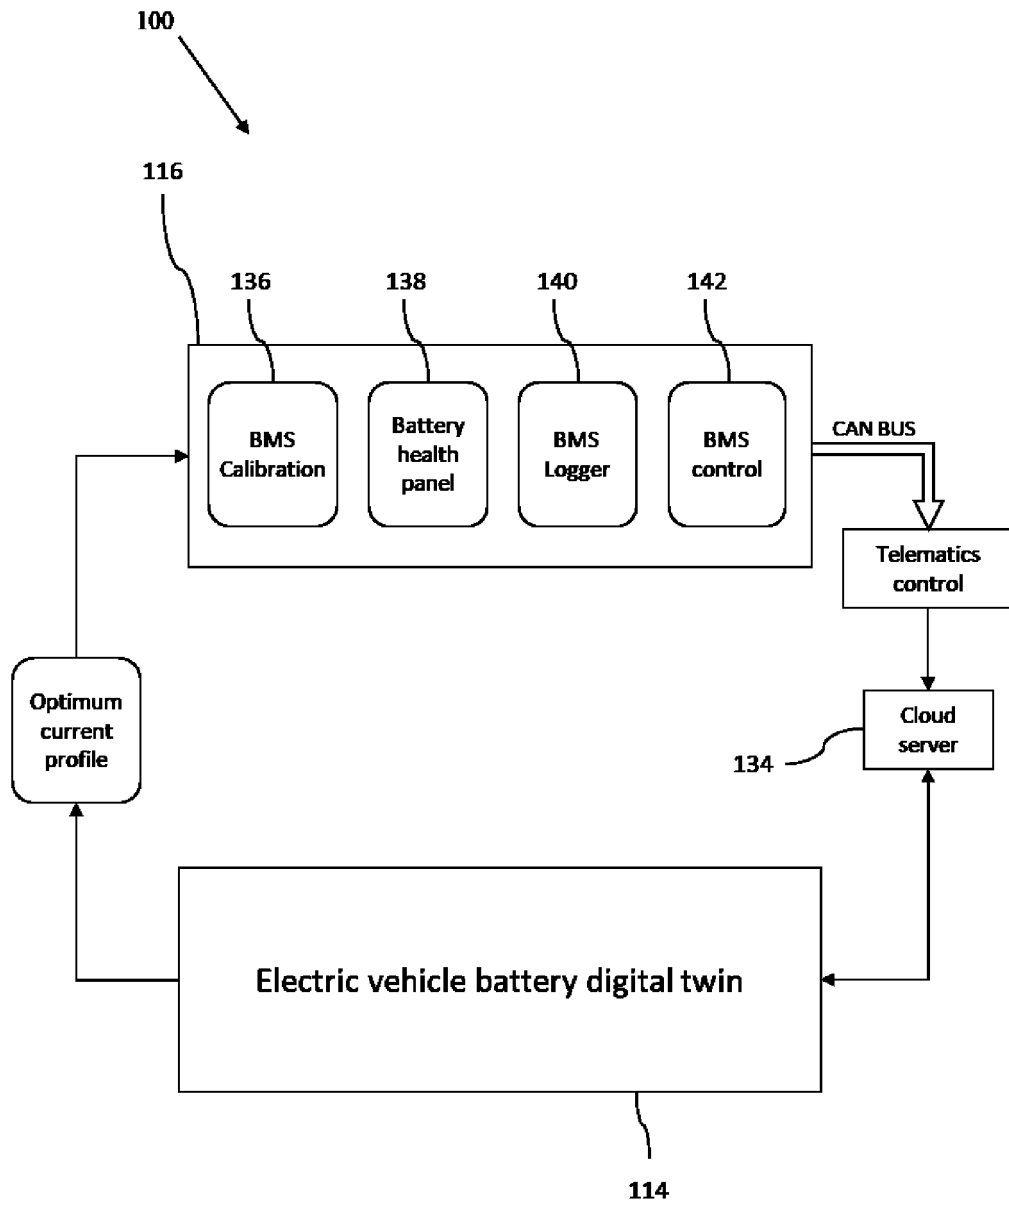 100
116
136
138
140
142
BMS
Calibration
Battery
health
panel
BMS
Logger
BMS
control
CAN BUS
Telematics
control
Optimum
current
profile
Cloud
server
134
Electric vehicle battery digital twin
114